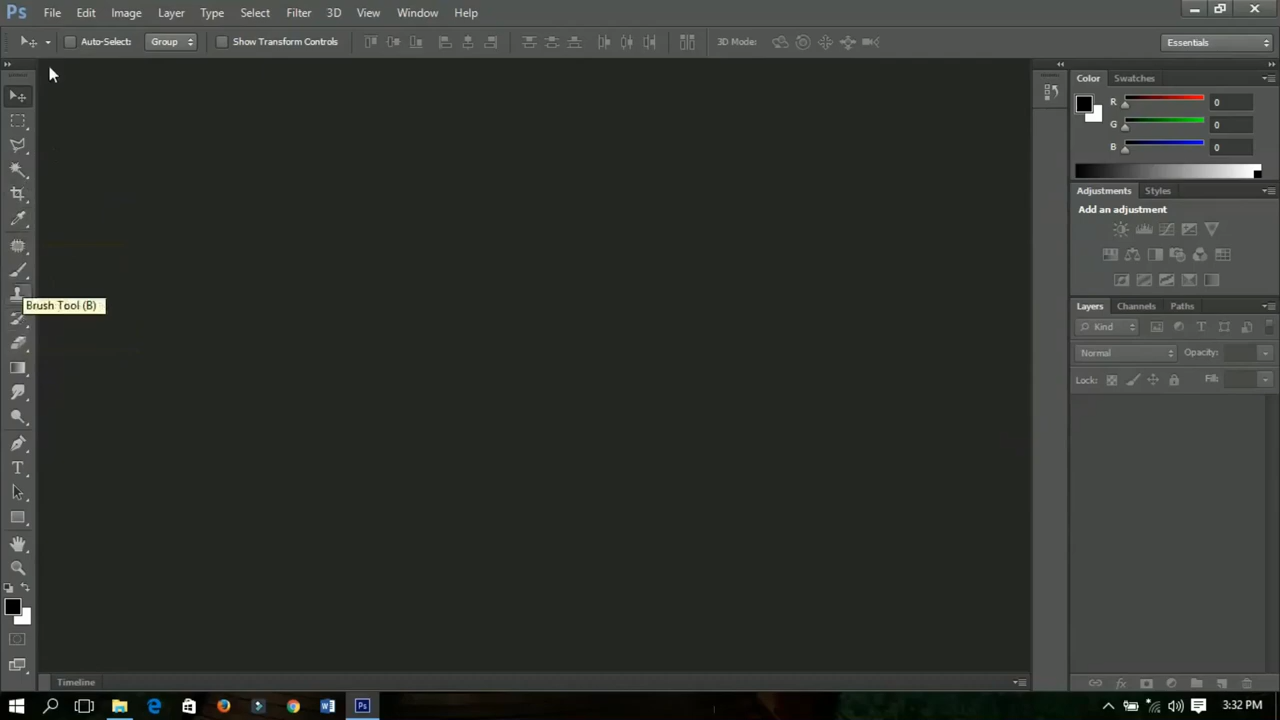 Ps File Edit Image Layer Type Select Filter 3D View Window Help
Auto-Select: Group Show Transform Controls 3D Mode: Essentials
Color Swatches
R 0
G 0
B 0
Adjustments Styles
Add an adjustment
Brush Tool (B)
Layers Channels Paths
Kind
Normal Opacity:
Lock: Fill:
T
Timeline
Ps 3:32 PM